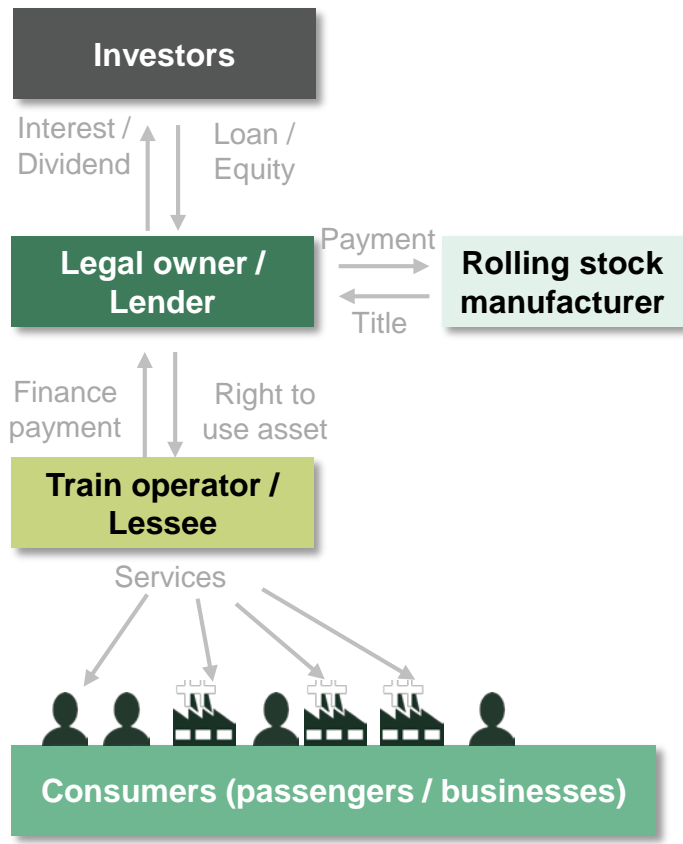 Investors
Interest /
Dividend
Loan /
Equity
Legal owner /
Lender
Payment
Title
Rolling stock
manufacturer
Finance
payment
Right to
use asset
Train operator /
Lessee
Services
Consumers (passengers / businesses)